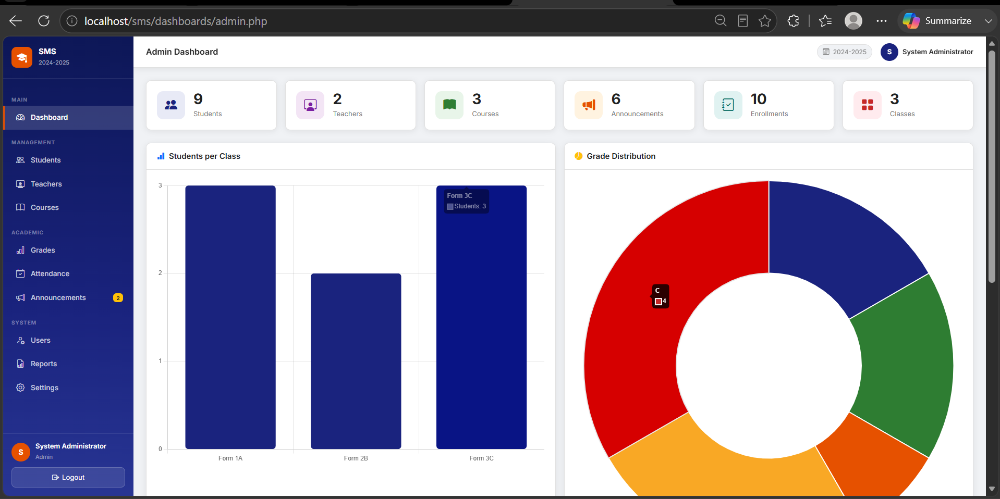 localhost/sms/dashboards/admin.php
Summarize
SMS
2024-2025
MAIN
Dashboard
MANAGEMENT
Students
Teachers
Courses
ACADEMIC
Grades
Attendance
Announcements 2
SYSTEM
Users
Reports
Settings
S System Administrator
Admin
Logout
Admin Dashboard
2024-2025
S System Administrator
9
Students
2
Teachers
3
Courses
6
Announcements
10
Enrollments
3
Classes
Students per Class
3
2
1
0
Form 3C
Students: 3
Form 1A
Form 2B
Form 3C
Grade Distribution
C
4